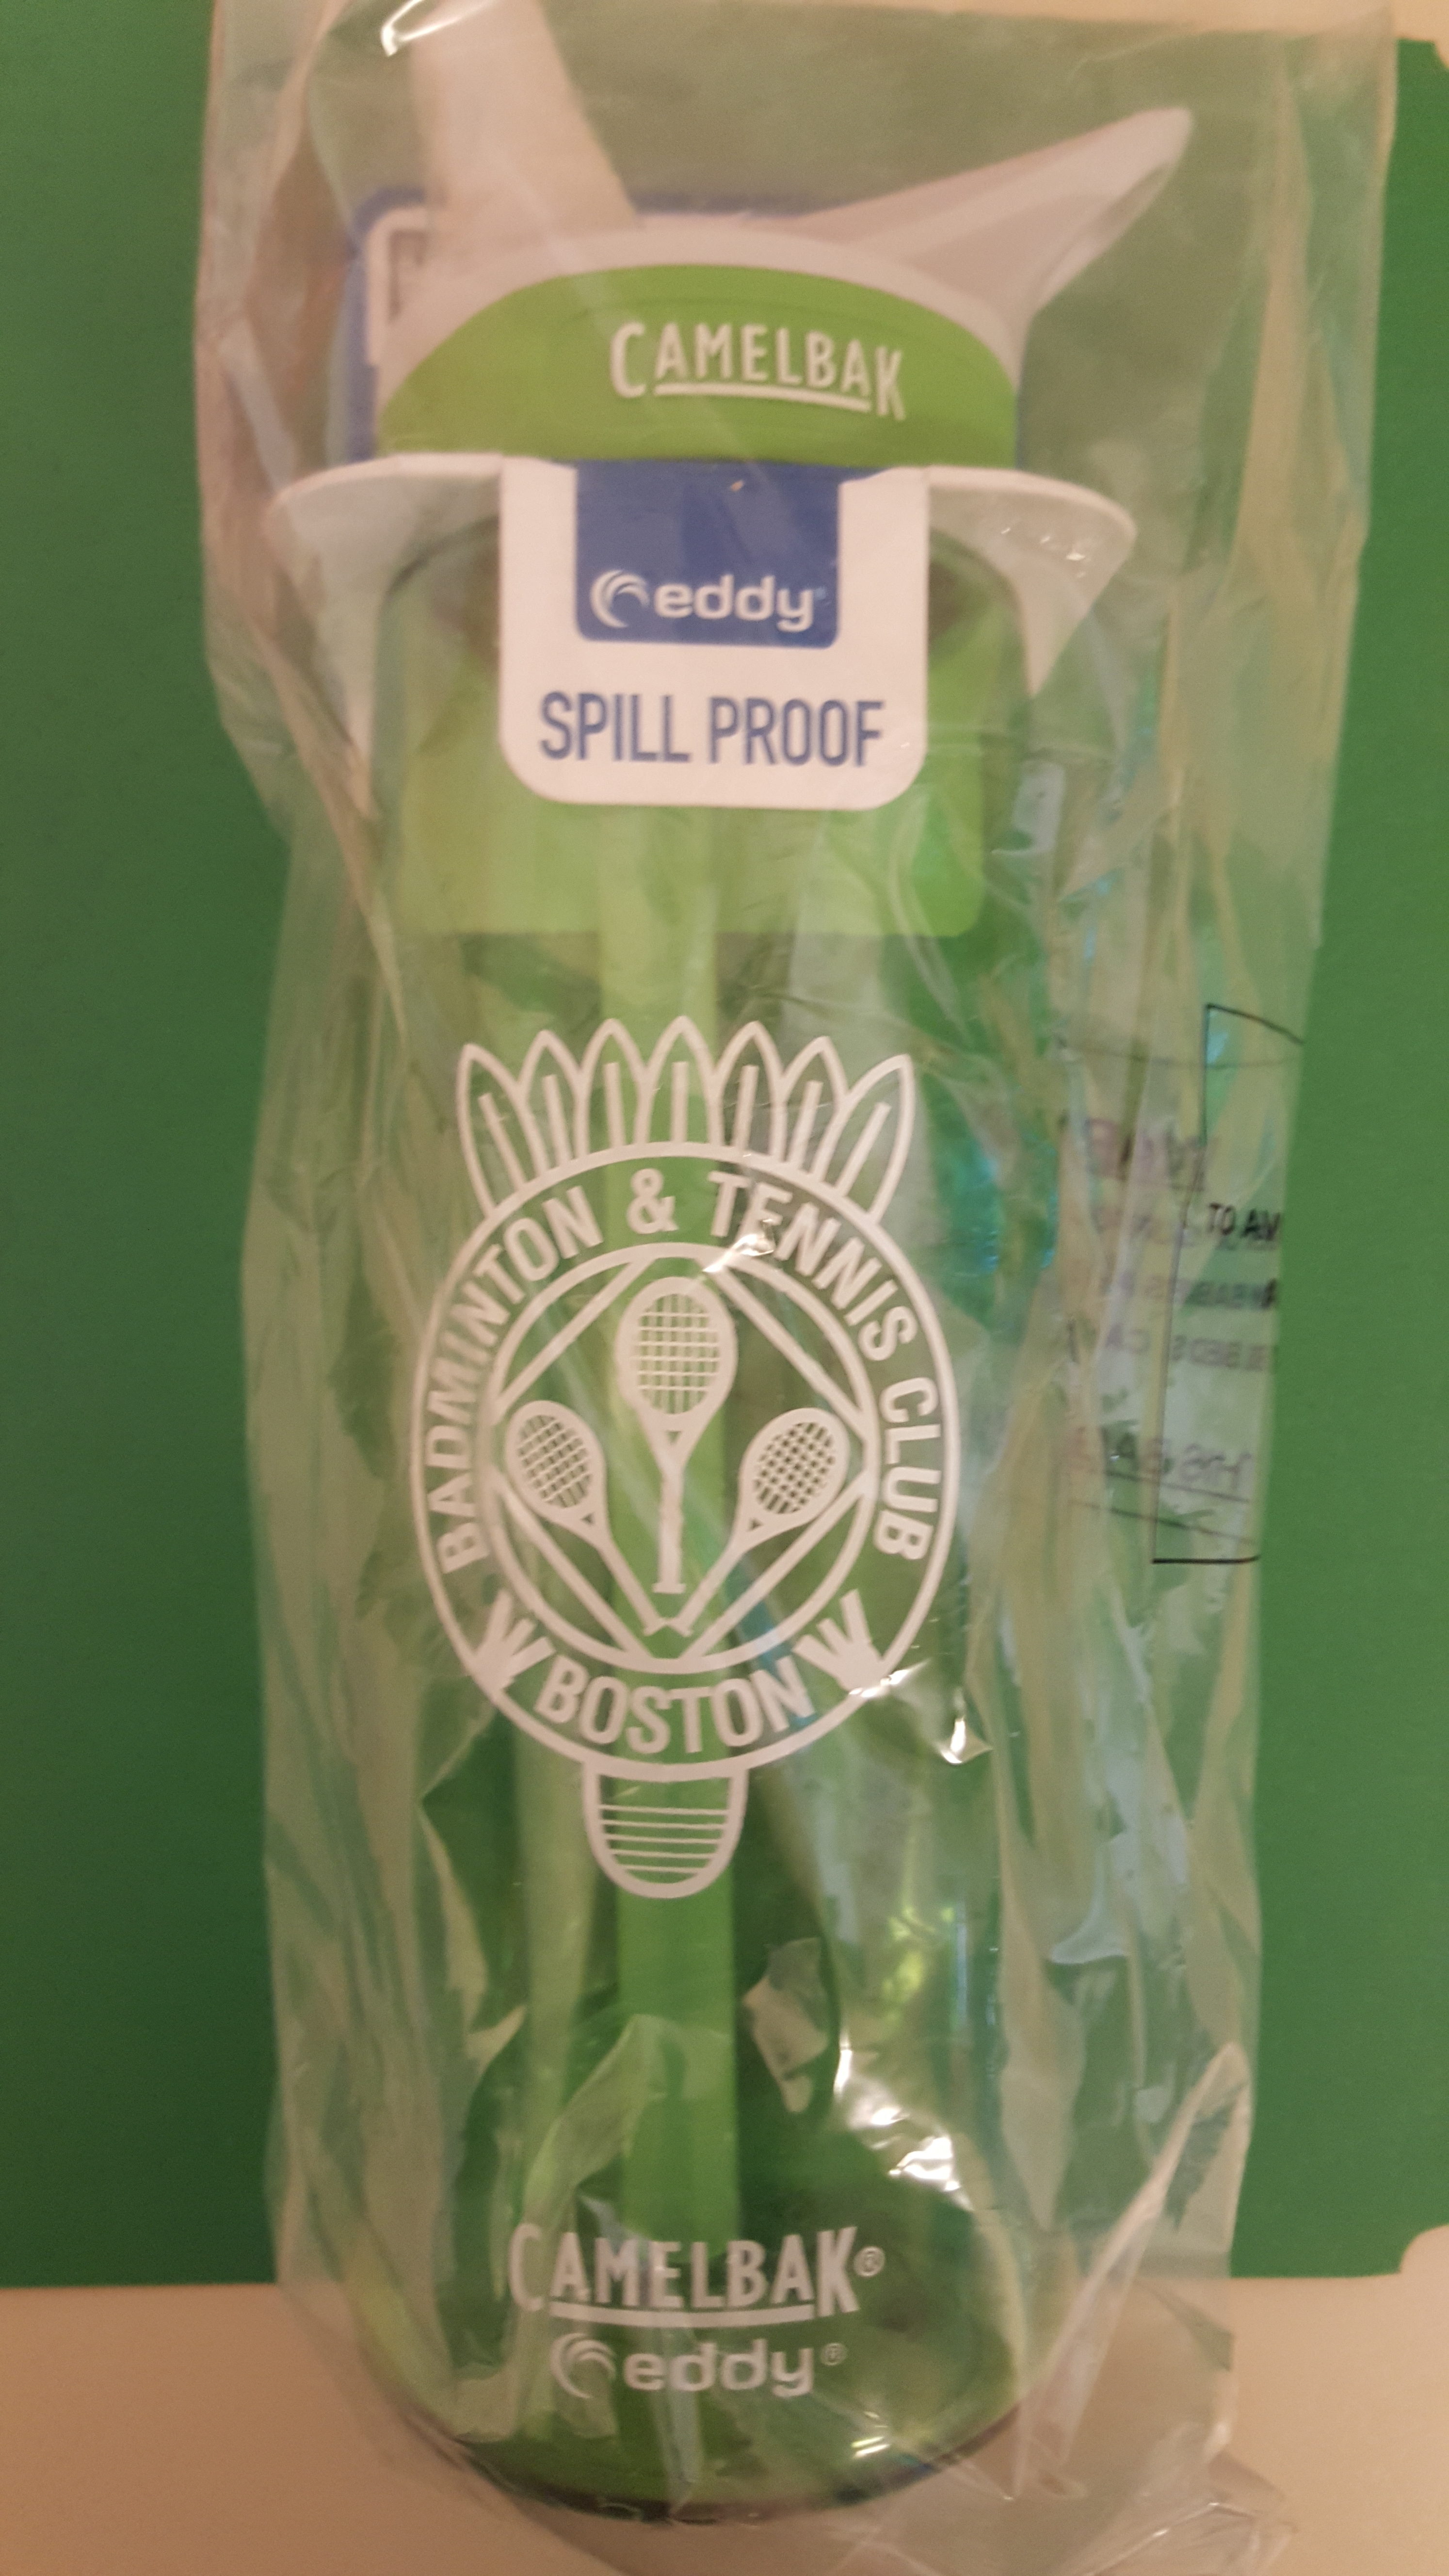 CAMELBAK
eddy
SPILL PROOF
BADMINTON & TENNIS CLUB
BOSTON
TO AV
CAMELBAK®
eddy®